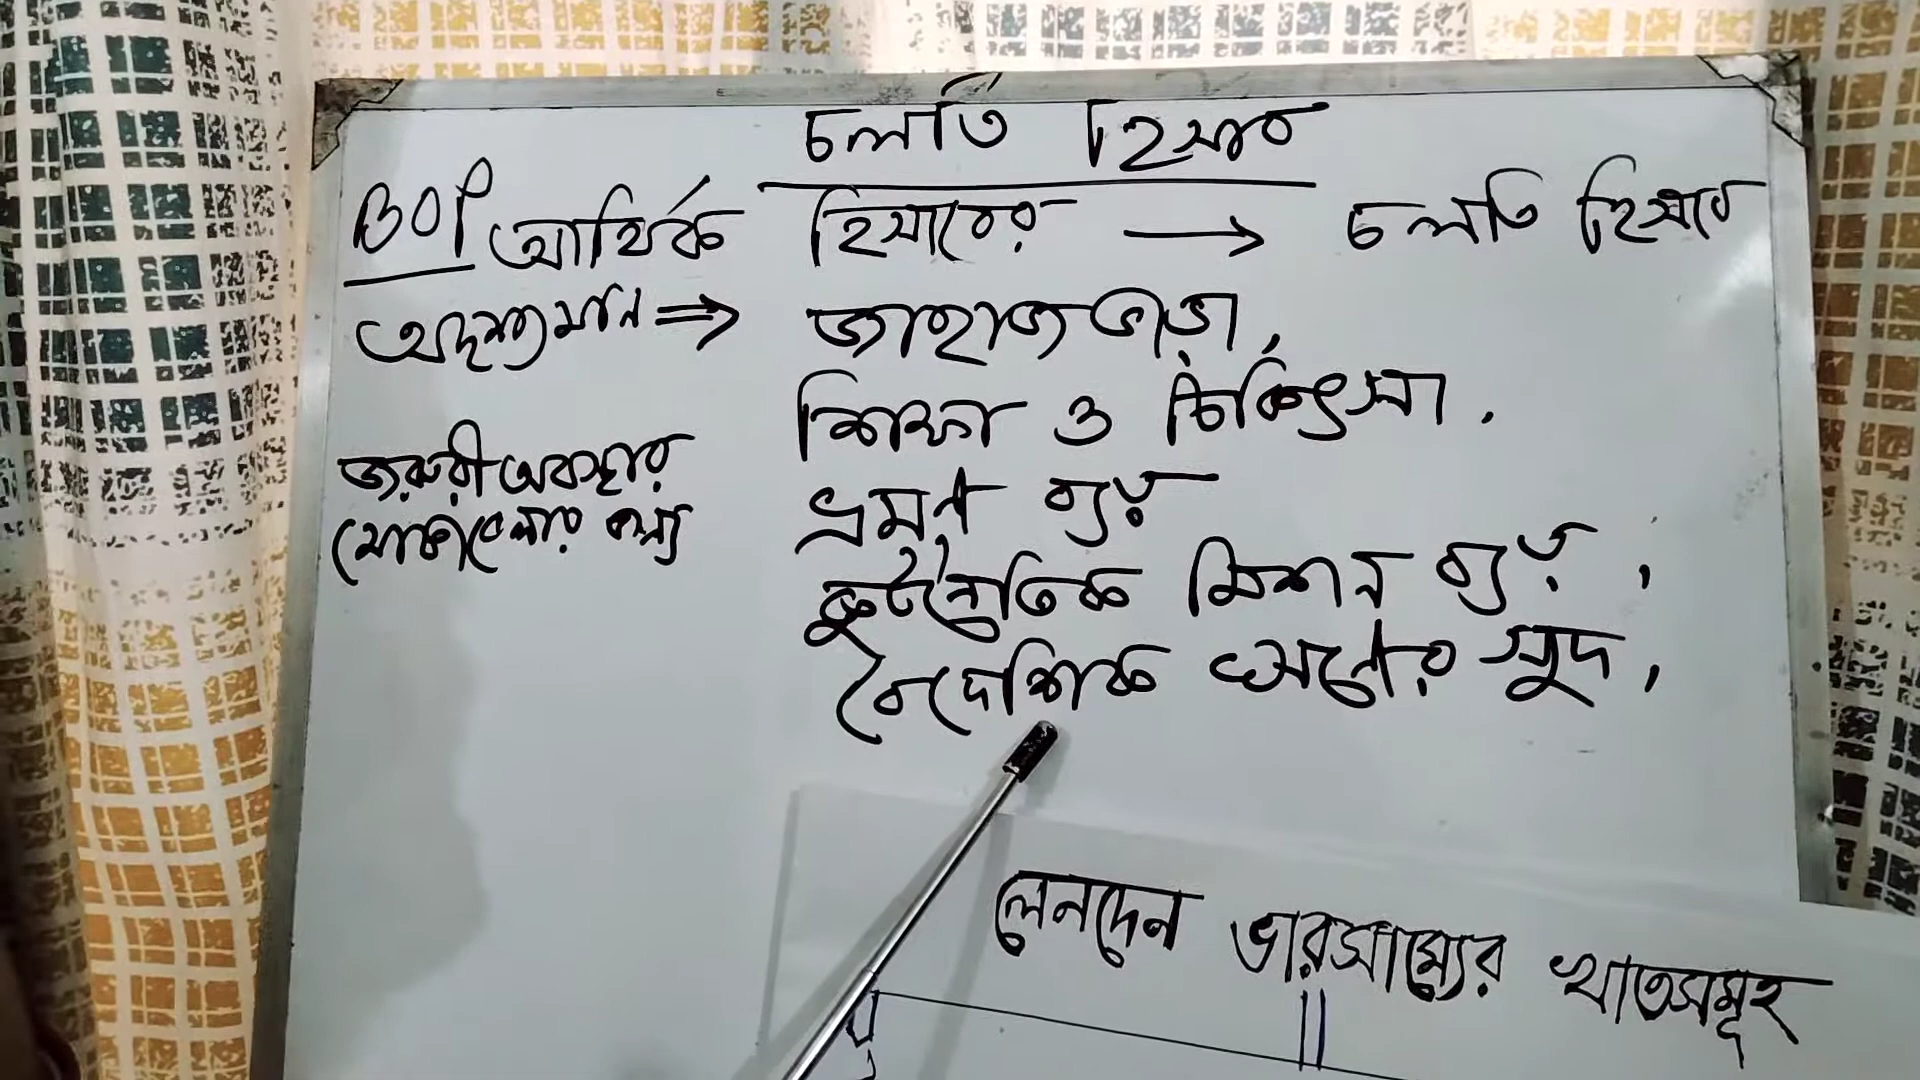 চলতি হিসাব
BOP আর্থিক হিসাবের → চলতি হিসাব
অদৃশ্যমান ⇒ জাহাজভাড়া,
শিক্ষা ও চিকিৎসা.
জরুরী অবস্থার
মোকাবেলার জন্য
ভ্রমণ ব্যয়
কুটনৈতিক মিশন ব্যয়,
বৈদেশিক ঋণের সুদ,
লেনদেন ভারসাম্যের খাতসমূহ